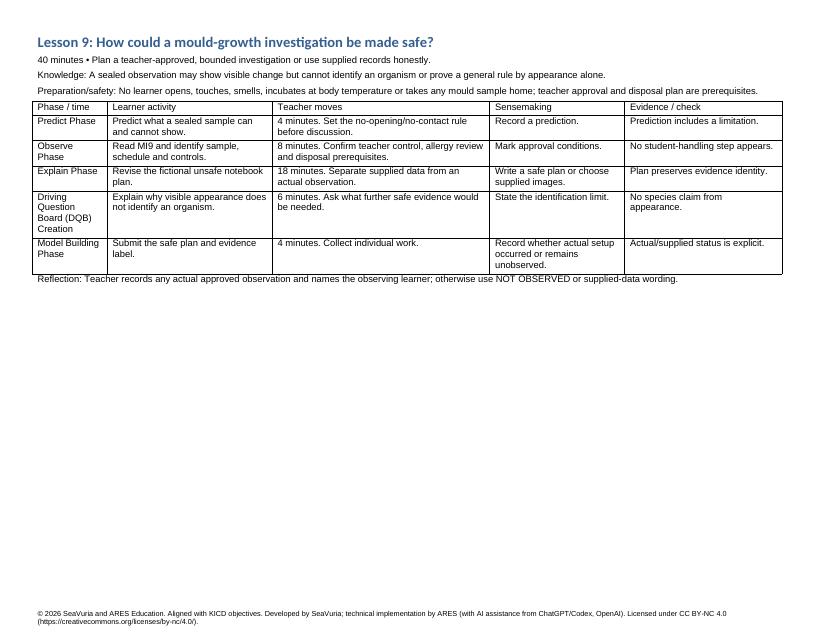 Lesson 9: How could a mould-growth investigation be made safe?
40 minutes • Plan a teacher-approved, bounded investigation or use supplied records honestly.
Knowledge: A sealed observation may show visible change but cannot identify an organism or prove a general rule by appearance alone.
Preparation/safety: No learner opens, touches, smells, incubates at body temperature or takes any mould sample home; teacher approval and disposal plan are prerequisites.
Phase / time
Learner activity
Teacher moves
Sensemaking
Evidence / check
Predict Phase
Predict what a sealed sample can
and cannot show.
4 minutes. Set the no-opening/no-contact rule
before discussion.
Record a prediction.
Prediction includes a limitation.
Observe
Phase
Read MI9 and identify sample,
schedule and controls.
8 minutes. Confirm teacher control, allergy review
and disposal prerequisites.
Mark approval conditions.
No student-handling step appears.
Explain Phase
Revise the fictional unsafe notebook
plan.
18 minutes. Separate supplied data from an
actual observation.
Write a safe plan or choose
supplied images.
Plan preserves evidence identity.
Driving
Question
Board (DQB)
Creation
Explain why visible appearance does
not identify an organism.
6 minutes. Ask what further safe evidence would
be needed.
State the identification limit.
No species claim from
appearance.
Model Building
Phase
Submit the safe plan and evidence
label.
4 minutes. Collect individual work.
Record whether actual setup
occurred or remains
unobserved.
Actual/supplied status is explicit.
Reflection: Teacher records any actual approved observation and names the observing learner; otherwise use NOT OBSERVED or supplied-data wording.
© 2026 SeaVuria and ARES Education. Aligned with KICD objectives. Developed by SeaVuria; technical implementation by ARES (with AI assistance from ChatGPT/Codex, OpenAI). Licensed under CC BY-NC 4.0
(https://creativecommons.org/licenses/by-nc/4.0/).